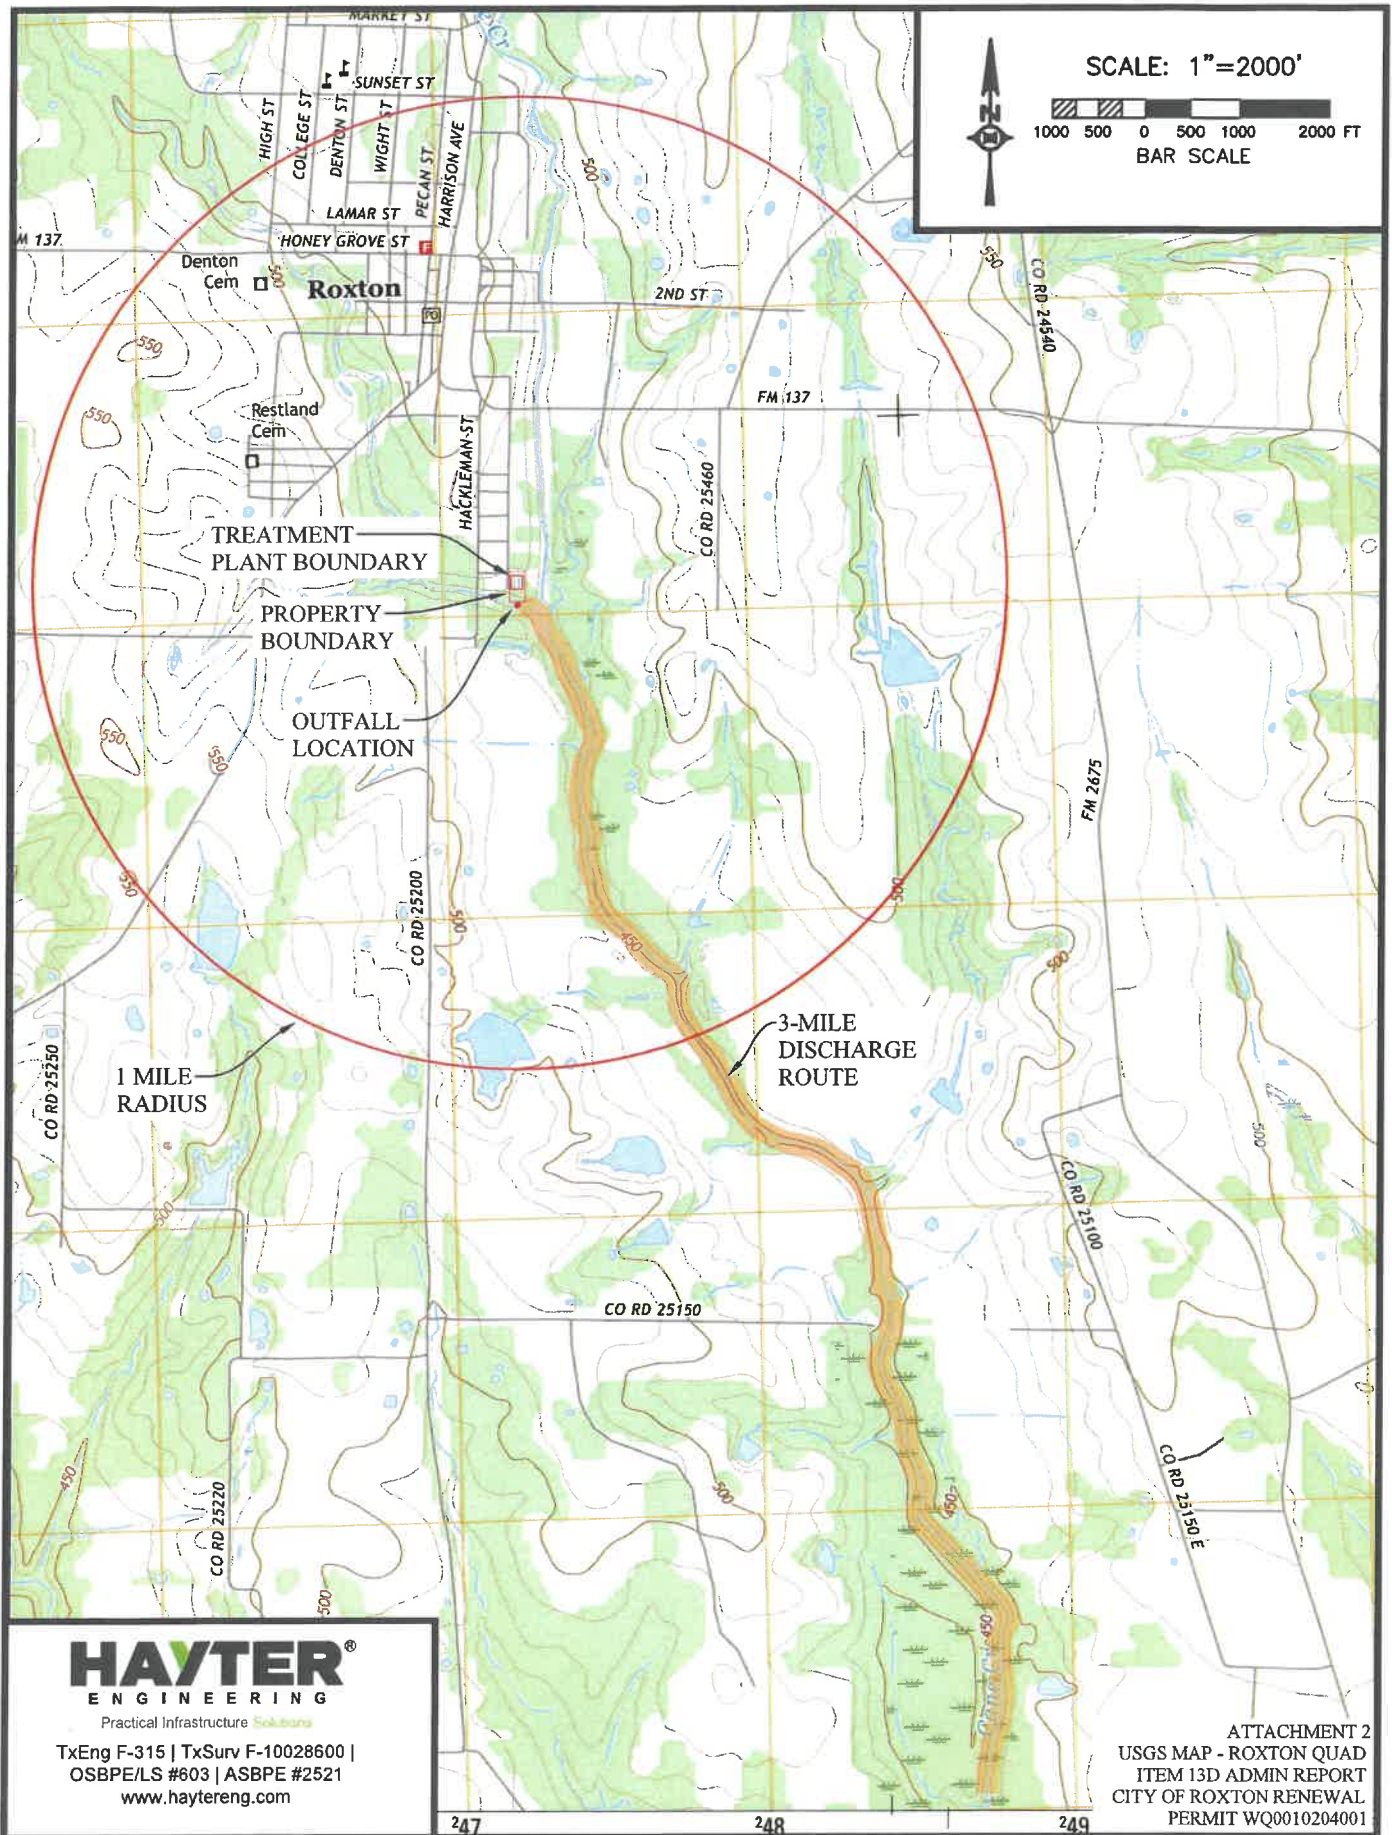 MARKET ST
SUNSET ST
HIGH ST
COLLEGE ST
DENTON ST
WIGHT ST
PECAN ST
HARRISON AVE
LAMAR ST
HONEY GROVE ST
M 137
Denton
Cem
500
Roxton
F
PO
2ND ST
500
SCALE: 1"=2000'
N
1000 500 0 500 1000 2000 FT
BAR SCALE
550
CO RD 24540
550
550
Restland
Cem
FM 137
HACKLEMAN ST
CO RD 25460
TREATMENT
PLANT BOUNDARY
PROPERTY
BOUNDARY
OUTFALL
LOCATION
550
550
FM 2675
550
CO RD 25200
500
450
500
500
3-MILE
DISCHARGE
ROUTE
1 MILE
RADIUS
CO RD 25250
500
500
CO RD 25100
CO RD 25150
450
CO RD 25220
500
500
450
CO RD 25150 E
450
HAYTER®
ENGINEERING
Practical Infrastructure Solutions
TxEng F-315 | TxSurv F-10028600 |
OSBPE/LS #603 | ASBPE #2521
www.haytereng.com
ATTACHMENT 2
USGS MAP - ROXTON QUAD
ITEM 13D ADMIN REPORT
CITY OF ROXTON RENEWAL
PERMIT WQ0010204001
247
248
249